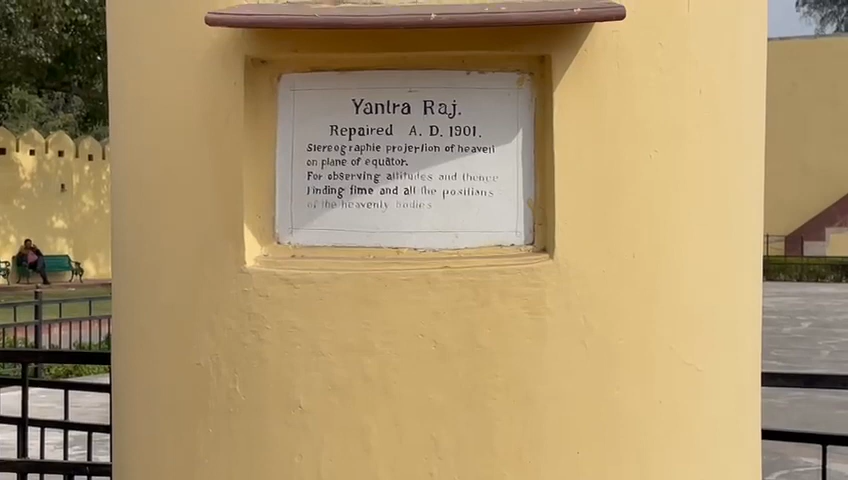 Yantra Raj.
Repaired A. D. 1901.
Stereographic projection of heaven
on plane of equator.
For observing altitudes and thence
finding time and all the positions
of the heavenly bodies